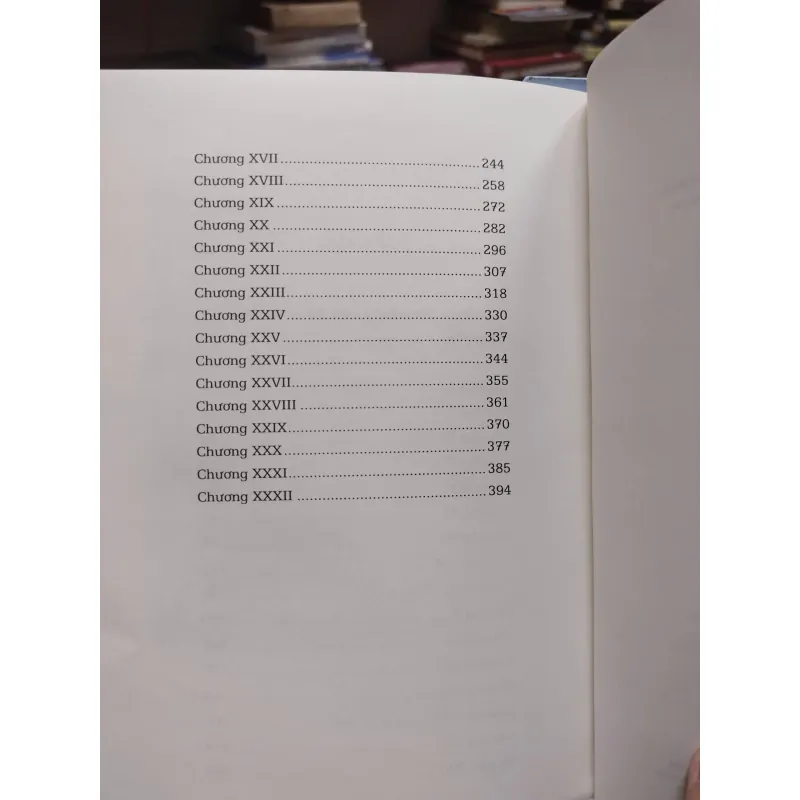 Chương XVII.................................................244
Chương XVIII................................................258
Chương XIX..................................................272
Chương XX...................................................282
Chương XXI..................................................296
Chương XXII.................................................307
Chương XXIII................................................318
Chương XXIV.................................................330
Chương XXV..................................................337
Chương XXVI.................................................344
Chương XXVII................................................355
Chương XXVIII...............................................361
Chương XXIX.................................................370
Chương XXX..................................................377
Chương XXXI.................................................385
Chương XXXII................................................394